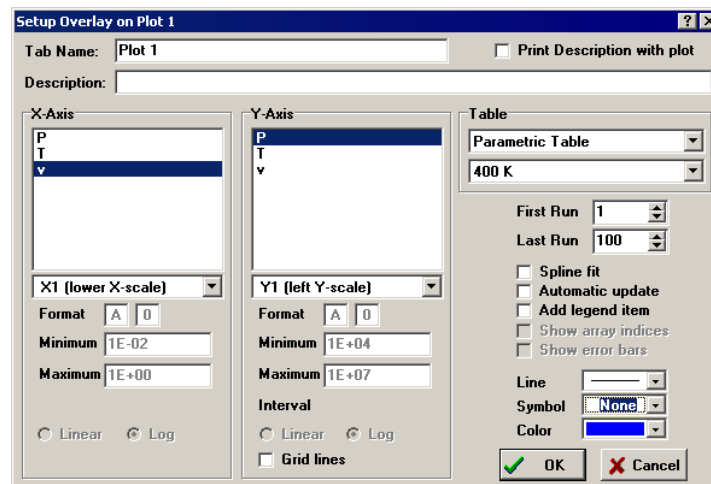 Setup Overlay on Plot 1
Tab Name: Plot 1 Print Description with plot
Description:
X-Axis
P
T
v
X1 (lower X-scale)
Format A 0
Minimum 1E-02
Maximum 1E+00
Linear Log
Y-Axis
P
T
v
Y1 (left Y-scale)
Format A 0
Minimum 1E+04
Maximum 1E+07
Interval
Linear Log
Grid lines
Table
Parametric Table
400 K
First Run 1
Last Run 100
Spline fit
Automatic update
Add legend item
Show array indices
Show error bars
Line
Symbol None
Color
OK Cancel